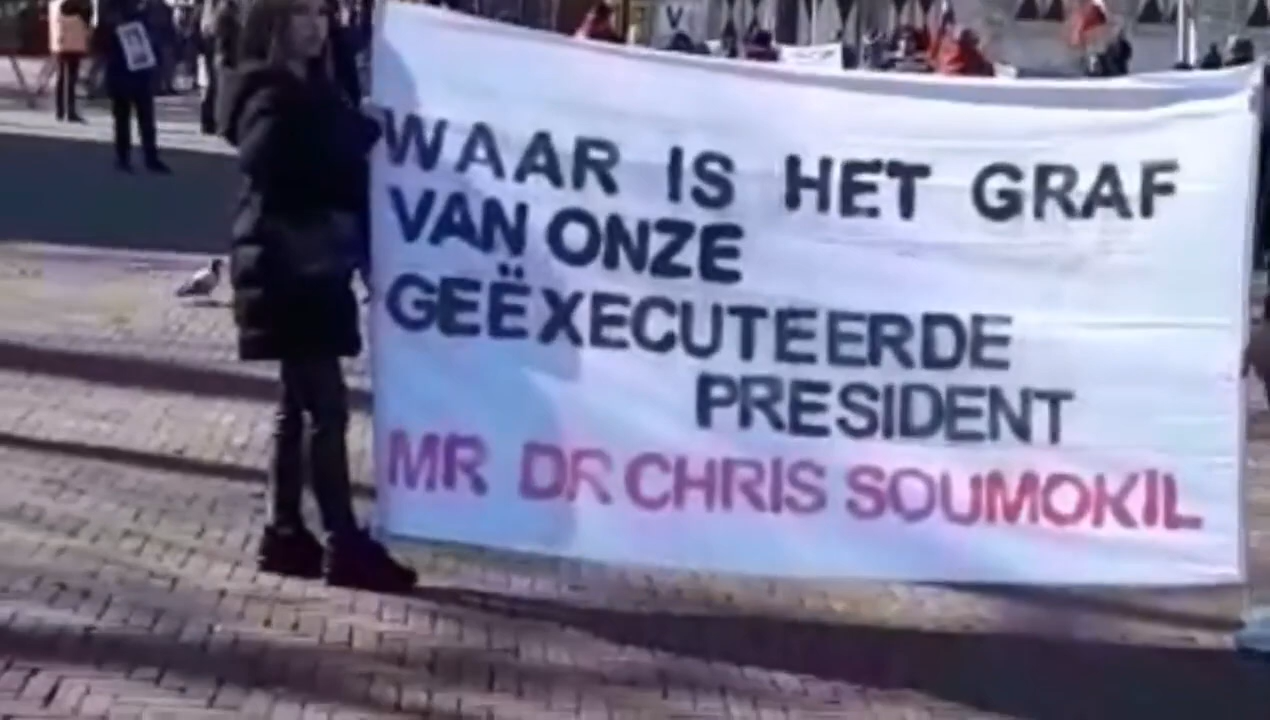 WAAR IS HET GRAF
VAN ONZE
GEËXECUTEERDE
PRESIDENT
MR DR CHRIS SOUMOKIL